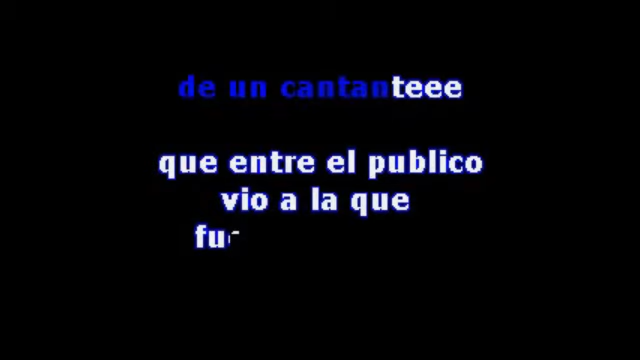 de un cantanteee
que entre el publico
vio a la que